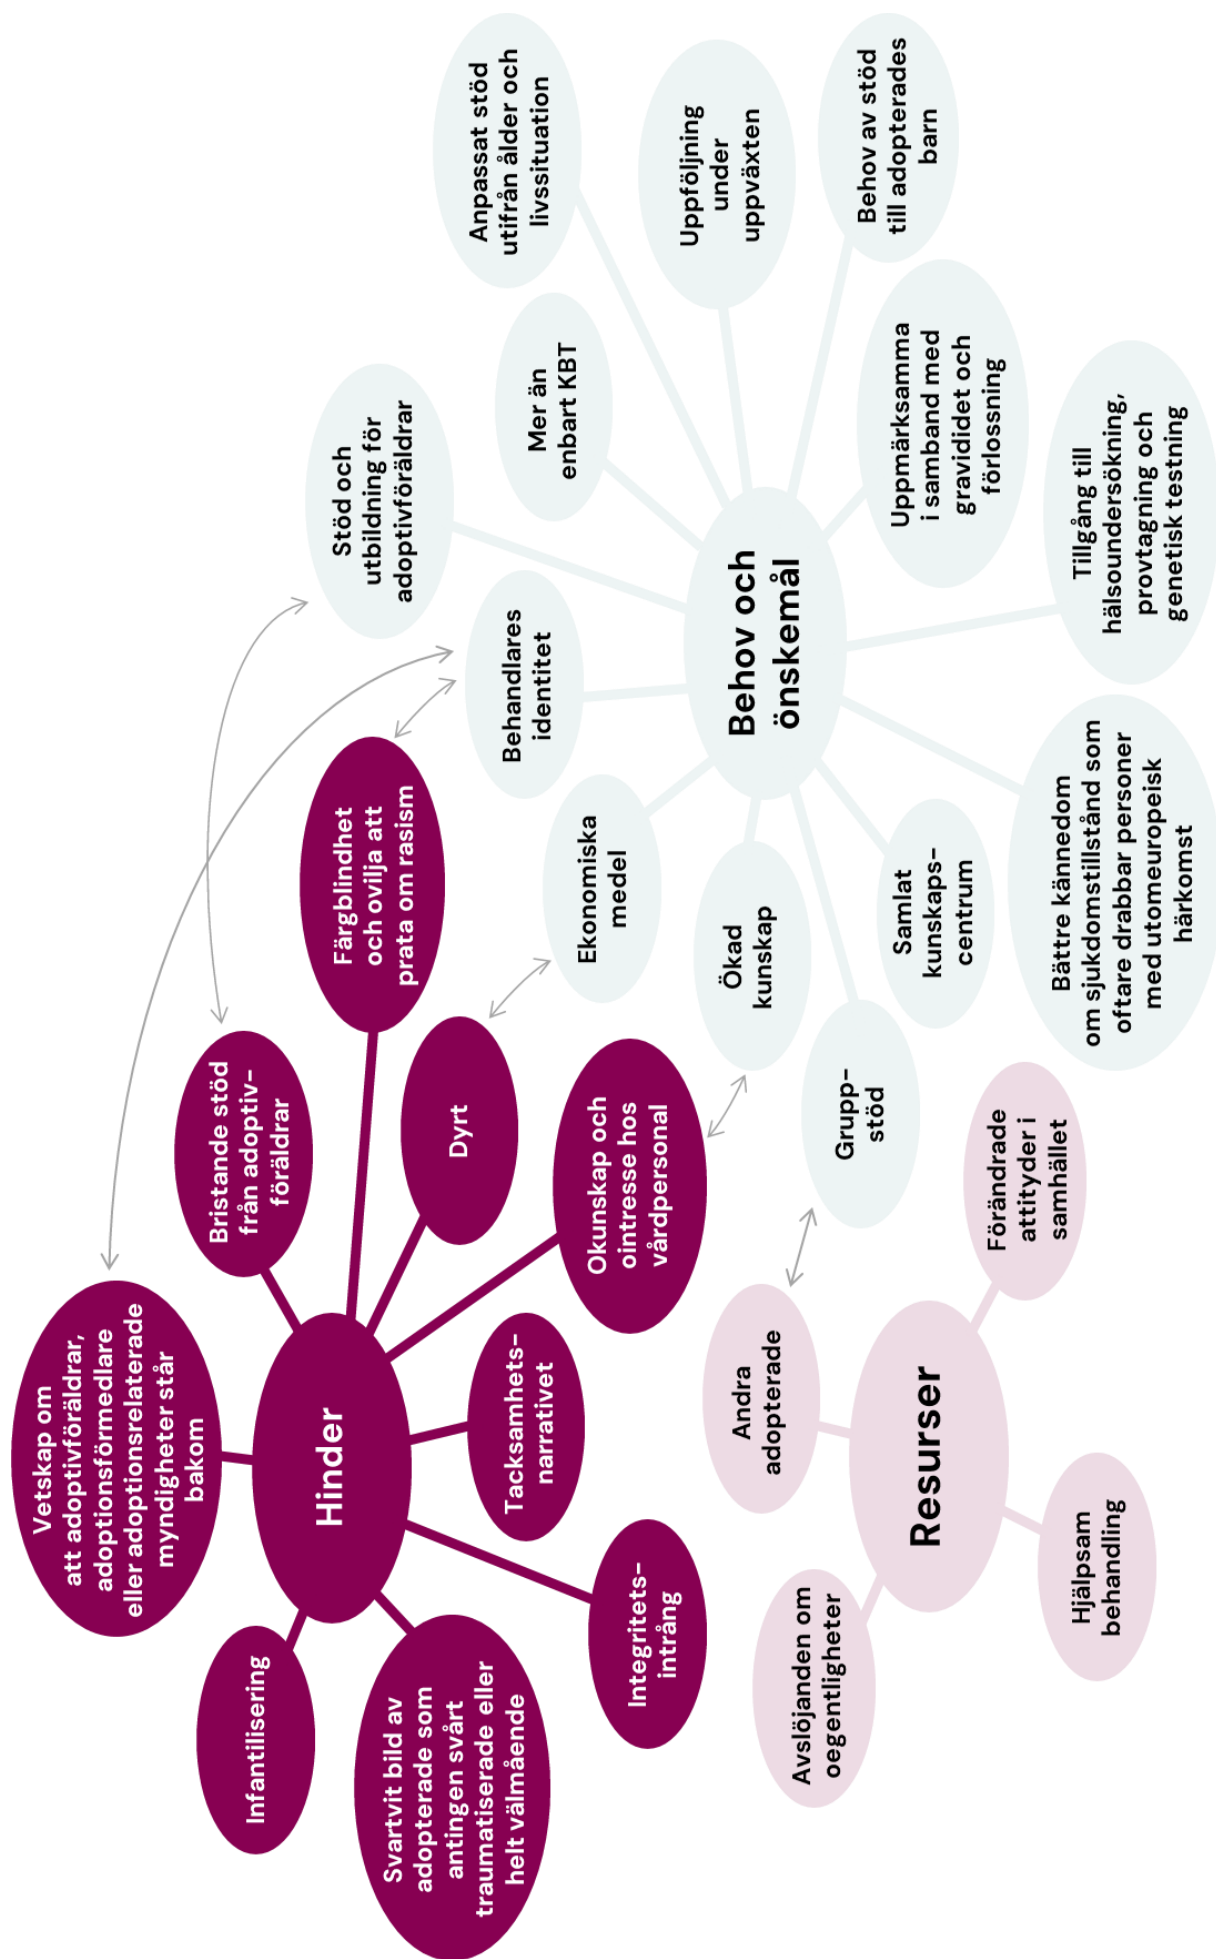 Vetskap om
att adoptivföräldrar,
adoptionsförmedlare
eller adoptionsrelaterade
myndigheter står
bakom
Bristande stöd
från adoptiv-
föräldrar
Färgblindhet
och ovilja att
prata om rasism
Dyrt
Okunskap och
ointresse hos
vårdpersonal
Hinder
Infantilisering
Svartvit bild av
adopterade som
antingen svårt
traumatiserade eller
helt välmående
Integritets-
intrång
Tacksamhets-
narrativet
Stöd och
utbildning för
adoptivföräldrar
Behandlares
identitet
Mer än
enbart KBT
Anpassat stöd
utifrån ålder och
livssituation
Uppföljning
under
uppväxten
Behov av stöd
till adopterades
barn
Uppmärksamma
i samband med
gravididet och
förlossning
Tillgång till
hälsoundersökning,
provtagning och
genetisk testning
Behov och
önskemål
Ekonomiska
medel
Ökad
kunskap
Grupp-
stöd
Samlat
kunskaps-
centrum
Bättre kännedom
om sjukdomstillstånd som
oftare drabbar personer
med utomeuropeisk
härkomst
Andra
adopterade
Förändrade
attityder i
samhället
Resurser
Avslöjanden om
oegentligheter
Hjälpsam
behandling